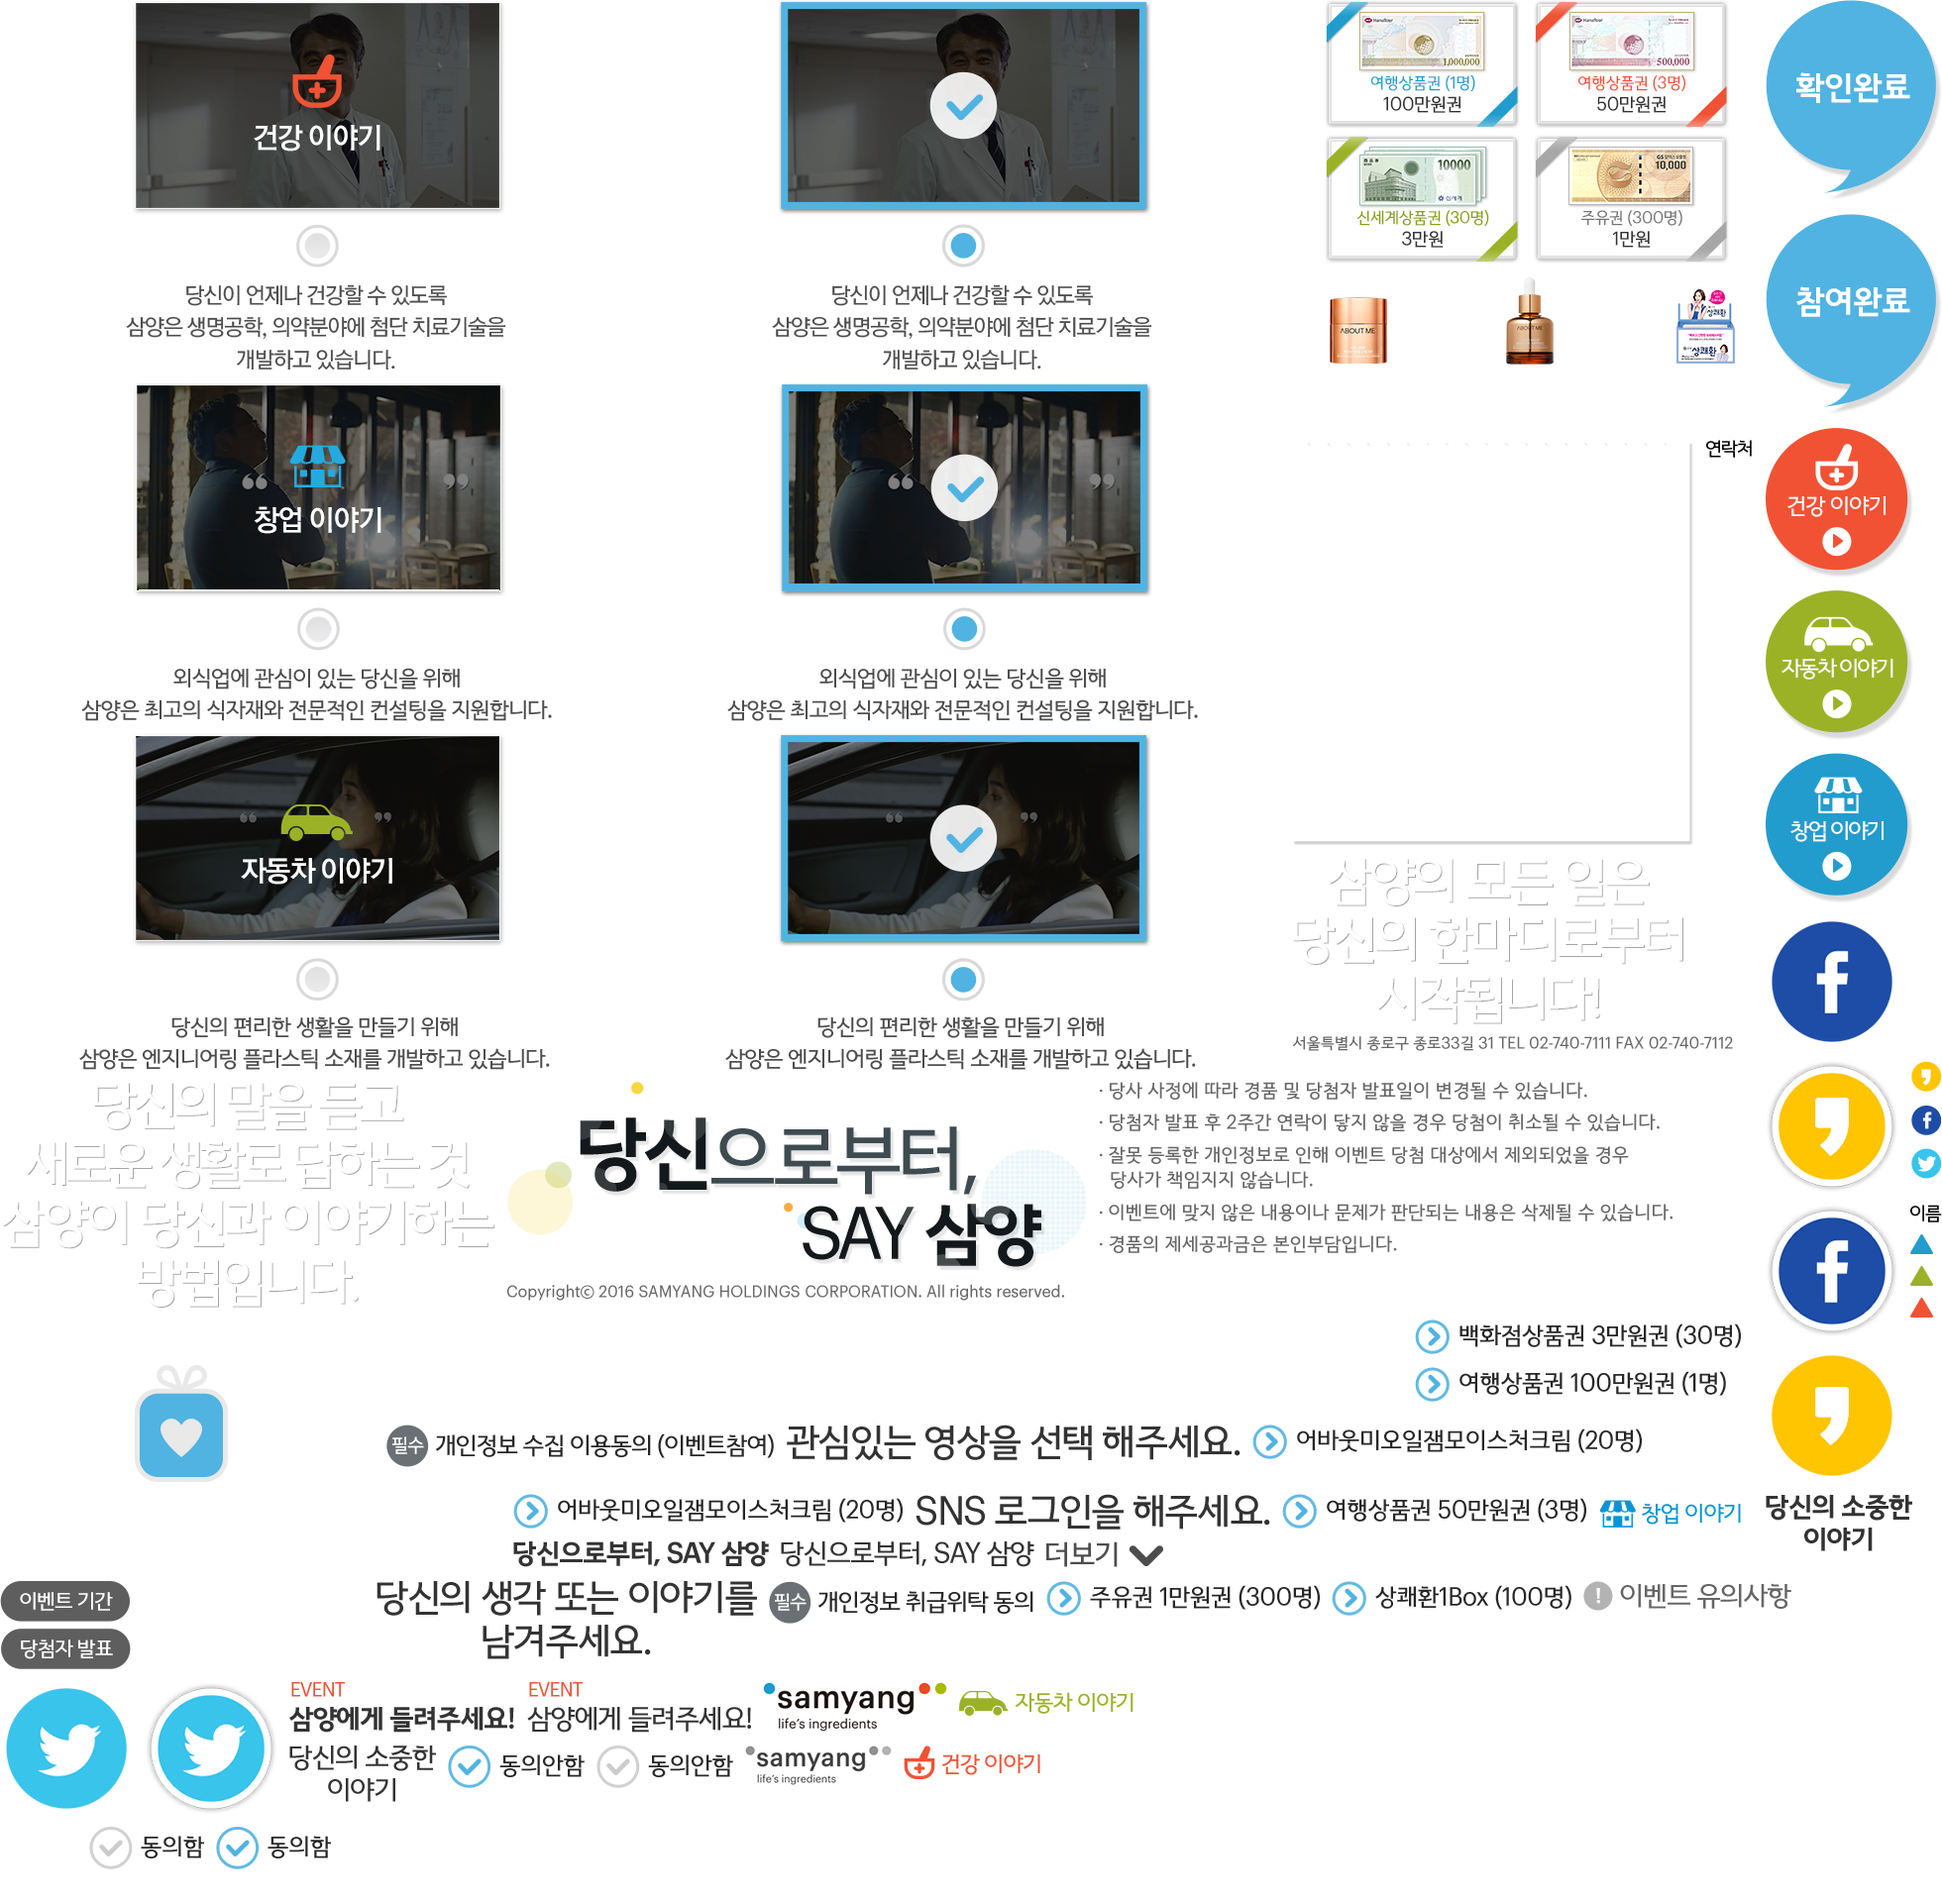 건강 이야기
당신이 언제나 건강할 수 있도록
삼양은 생명공학, 의약분야에 첨단 치료기술을
개발하고 있습니다.
당신이 언제나 건강할 수 있도록
삼양은 생명공학, 의약분야에 첨단 치료기술을
개발하고 있습니다.
1,000,000
여행상품권 (1명)
100만원권
500,000
여행상품권 (3명)
50만원권
10000
신세계
신세계상품권 (30명)
3만원
10,000
주유권 (300명)
1만원
ABOUT ME
ABOUT ME
상쾌환
상쾌환
확인완료
참여완료
연락처
창업 이야기
외식업에 관심이 있는 당신을 위해
삼양은 최고의 식자재와 전문적인 컨설팅을 지원합니다.
외식업에 관심이 있는 당신을 위해
삼양은 최고의 식자재와 전문적인 컨설팅을 지원합니다.
건강 이야기
자동차 이야기
창업 이야기
자동차 이야기
당신의 편리한 생활을 만들기 위해
삼양은 엔지니어링 플라스틱 소재를 개발하고 있습니다.
당신의 편리한 생활을 만들기 위해
삼양은 엔지니어링 플라스틱 소재를 개발하고 있습니다.
삼양의 모든 일은
당신의 한마디로부터
시작됩니다!
서울특별시 종로구 종로33길 31 TEL 02-740-7111 FAX 02-740-7112
당신의 말을 듣고
새로운 생활로 답하는 것
삼양이 당신과 이야기하는
방법입니다.
당신으로부터,
SAY 삼양
Copyright© 2016 SAMYANG HOLDINGS CORPORATION. All rights reserved.
· 당사 사정에 따라 경품 및 당첨자 발표일이 변경될 수 있습니다.
· 당첨자 발표 후 2주간 연락이 닿지 않을 경우 당첨이 취소될 수 있습니다.
· 잘못 등록한 개인정보로 인해 이벤트 당첨 대상에서 제외되었을 경우
당사가 책임지지 않습니다.
· 이벤트에 맞지 않은 내용이나 문제가 판단되는 내용은 삭제될 수 있습니다.
· 경품의 제세공과금은 본인부담입니다.
이름
백화점상품권 3만원권 (30명)
여행상품권 100만원권 (1명)
필수 개인정보 수집 이용동의 (이벤트참여)
관심있는 영상을 선택 해주세요.
어바웃미오일잼모이스처크림 (20명)
어바웃미오일잼모이스처크림 (20명)
SNS 로그인을 해주세요.
여행상품권 50만원권 (3명)
창업 이야기
당신의 소중한
이야기
당신으로부터, SAY 삼양
당신으로부터, SAY 삼양
더보기
이벤트 기간
당첨자 발표
당신의 생각 또는 이야기를
남겨주세요.
필수 개인정보 취급위탁 동의
주유권 1만원권 (300명)
상쾌환1Box (100명)
! 이벤트 유의사항
EVENT
삼양에게 들려주세요!
EVENT
삼양에게 들려주세요!
samyang
life's ingredients
자동차 이야기
당신의 소중한
이야기
동의안함
동의안함
samyang
life's ingredients
건강 이야기
동의함
동의함